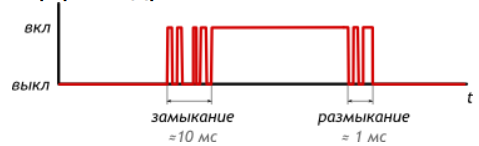 вкл
выкл
t
замыкание
≈10 мс
размыкание
≈ 1 мс